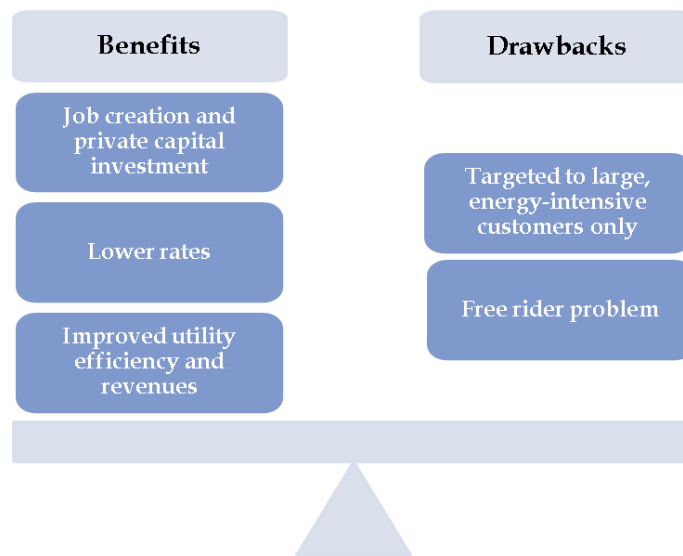 Benefits
Job creation and
private capital
investment
Lower rates
Improved utility
efficiency and
revenues
Drawbacks
Targeted to large,
energy-intensive
customers only
Free rider problem